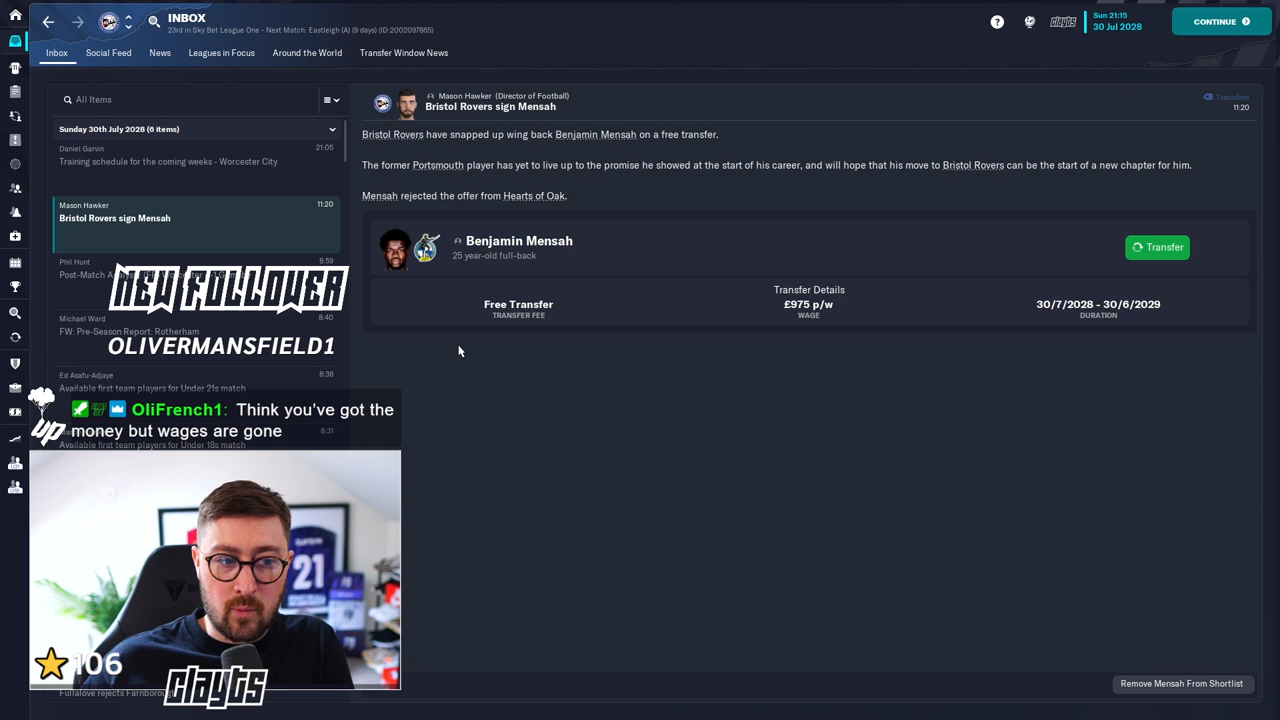 INBOX
23rd in Sky Bet League One - Next Match: Eastleigh (A) (9 days) (ID:2002097865)
clayts
Sun 21:15
30 Jul 2028
CONTINUE
Inbox
Social Feed
News
Leagues in Focus
Around the World
Transfer Window News
All Items
Sunday 30th July 2028 (6 items)
Daniel Garvin
21:05
Training schedule for the coming weeks - Worcester City
Mason Hawker
11:20
Bristol Rovers sign Mensah
Phil Hunt
8:59
Michael Ward
8:40
FW: Pre-Season Report: Rotherham
Ed Asafu-Adjaye
8:38
Available first team players for Under 21s match
8:31
Available first team players for Under 18s match
NEW FOLLOWER
OLIVERMANSFIELD1
up
OliFrench1: Think you've got the
money but wages are gone
21
106
clayts
Mason Hawker (Director of Football)
Bristol Rovers sign Mensah
Transfers
11:20
Bristol Rovers have snapped up wing back Benjamin Mensah on a free transfer.
The former Portsmouth player has yet to live up to the promise he showed at the start of his career, and will hope that his move to Bristol Rovers can be the start of a new chapter for him.
Mensah rejected the offer from Hearts of Oak.
Benjamin Mensah
25 year-old full-back
Transfer
Transfer Details
Free Transfer
TRANSFER FEE
£975 p/w
WAGE
30/7/2028 - 30/6/2029
DURATION
Remove Mensah From Shortlist